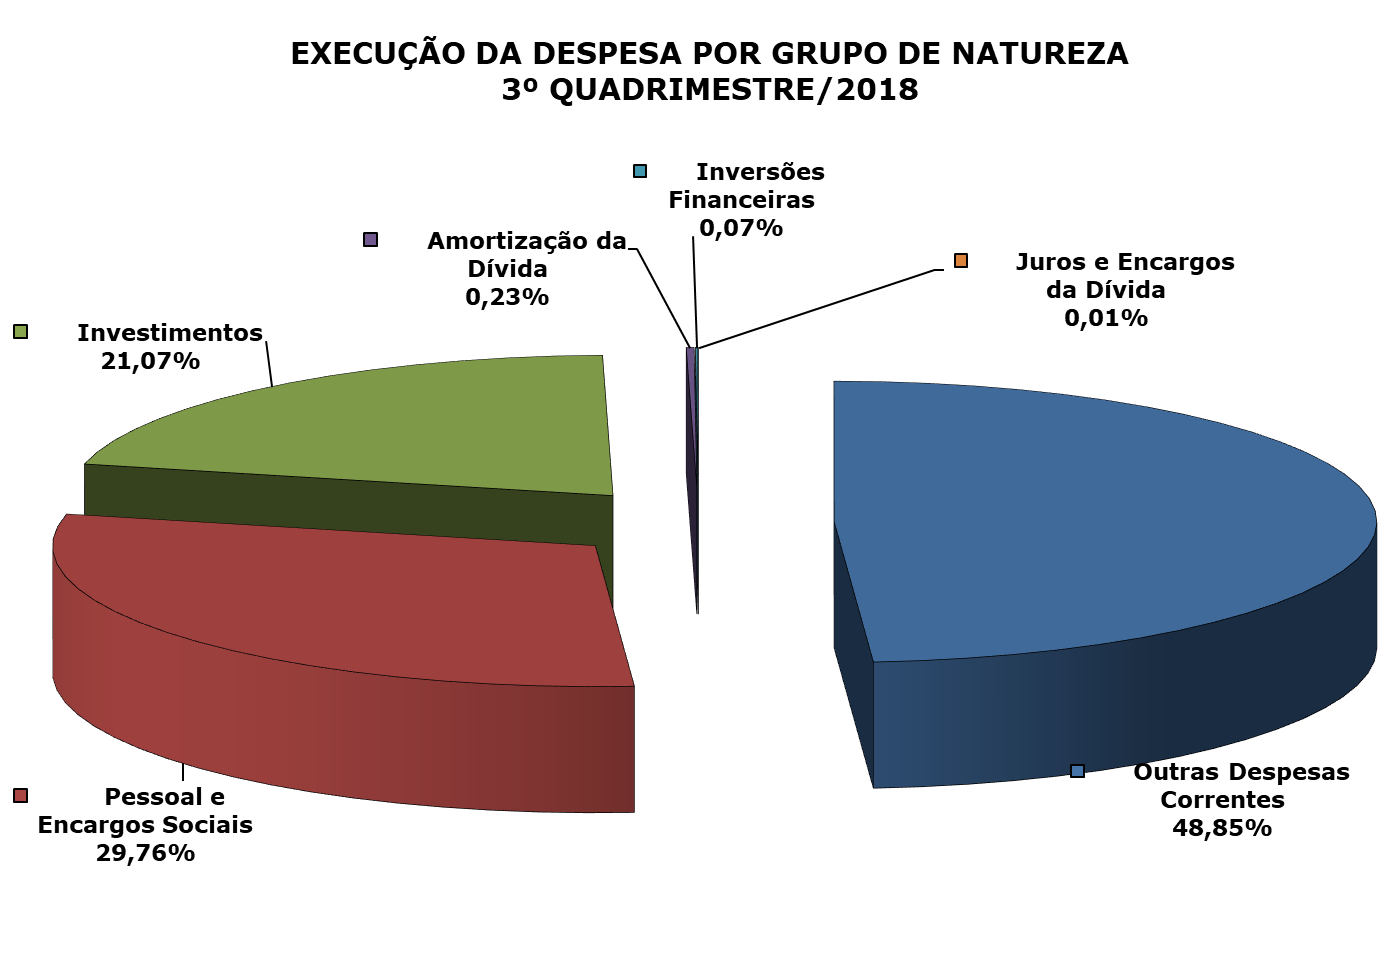 EXECUÇÃO DA DESPESA POR GRUPO DE NATUREZA
3º QUADRIMESTRE/2018
Inversões
Financeiras
0,07%
Amortização da
Dívida
0,23%
Juros e Encargos
da Dívida
0,01%
Investimentos
21,07%
Outras Despesas
Correntes
48,85%
Pessoal e
Encargos Sociais
29,76%